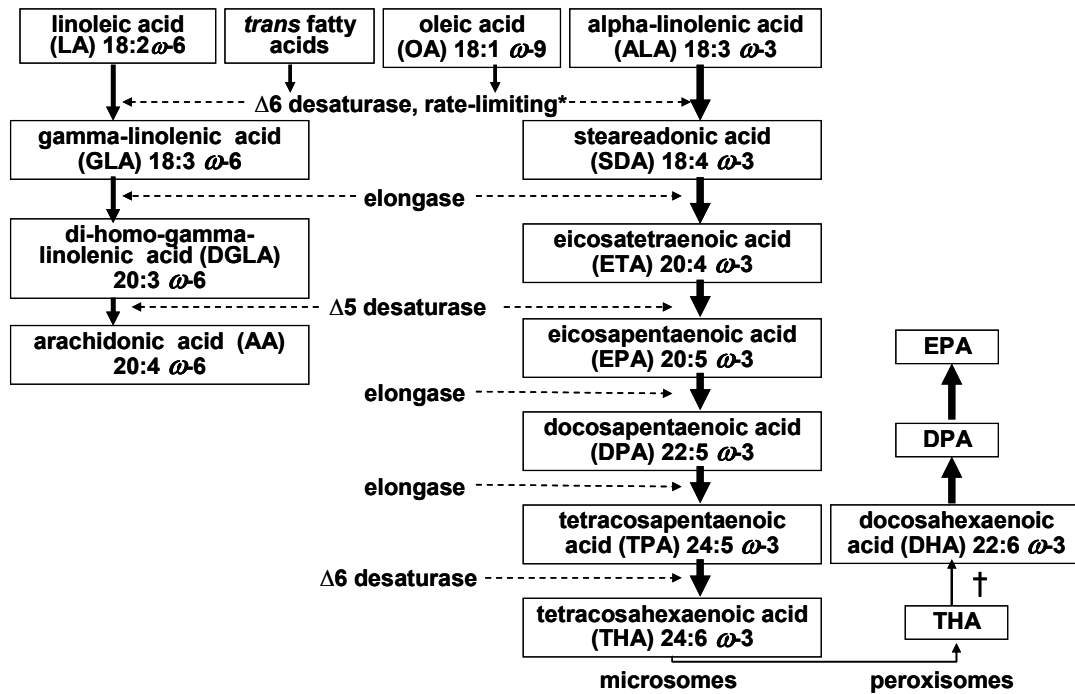 linoleic acid
(LA) 18:2ω-6
trans fatty
acids
oleic acid
(OA) 18:1 ω-9
alpha-linolenic acid
(ALA) 18:3 ω-3
Δ6 desaturase, rate-limiting*
gamma-linolenic acid
(GLA) 18:3 ω-6
steareadonic acid
(SDA) 18:4 ω-3
elongase
di-homo-gamma-
linolenic acid (DGLA)
20:3 ω-6
eicosatetraenoic acid
(ETA) 20:4 ω-3
Δ5 desaturase
arachidonic acid (AA)
20:4 ω-6
eicosapentaenoic acid
(EPA) 20:5 ω-3
EPA
elongase
docosapentaenoic acid
(DPA) 22:5 ω-3
DPA
elongase
tetracosapentaenoic
acid (TPA) 24:5 ω-3
docosahexaenoic
acid (DHA) 22:6 ω-3
Δ6 desaturase
†
tetracosahexaenoic acid
(THA) 24:6 ω-3
THA
microsomes
peroxisomes